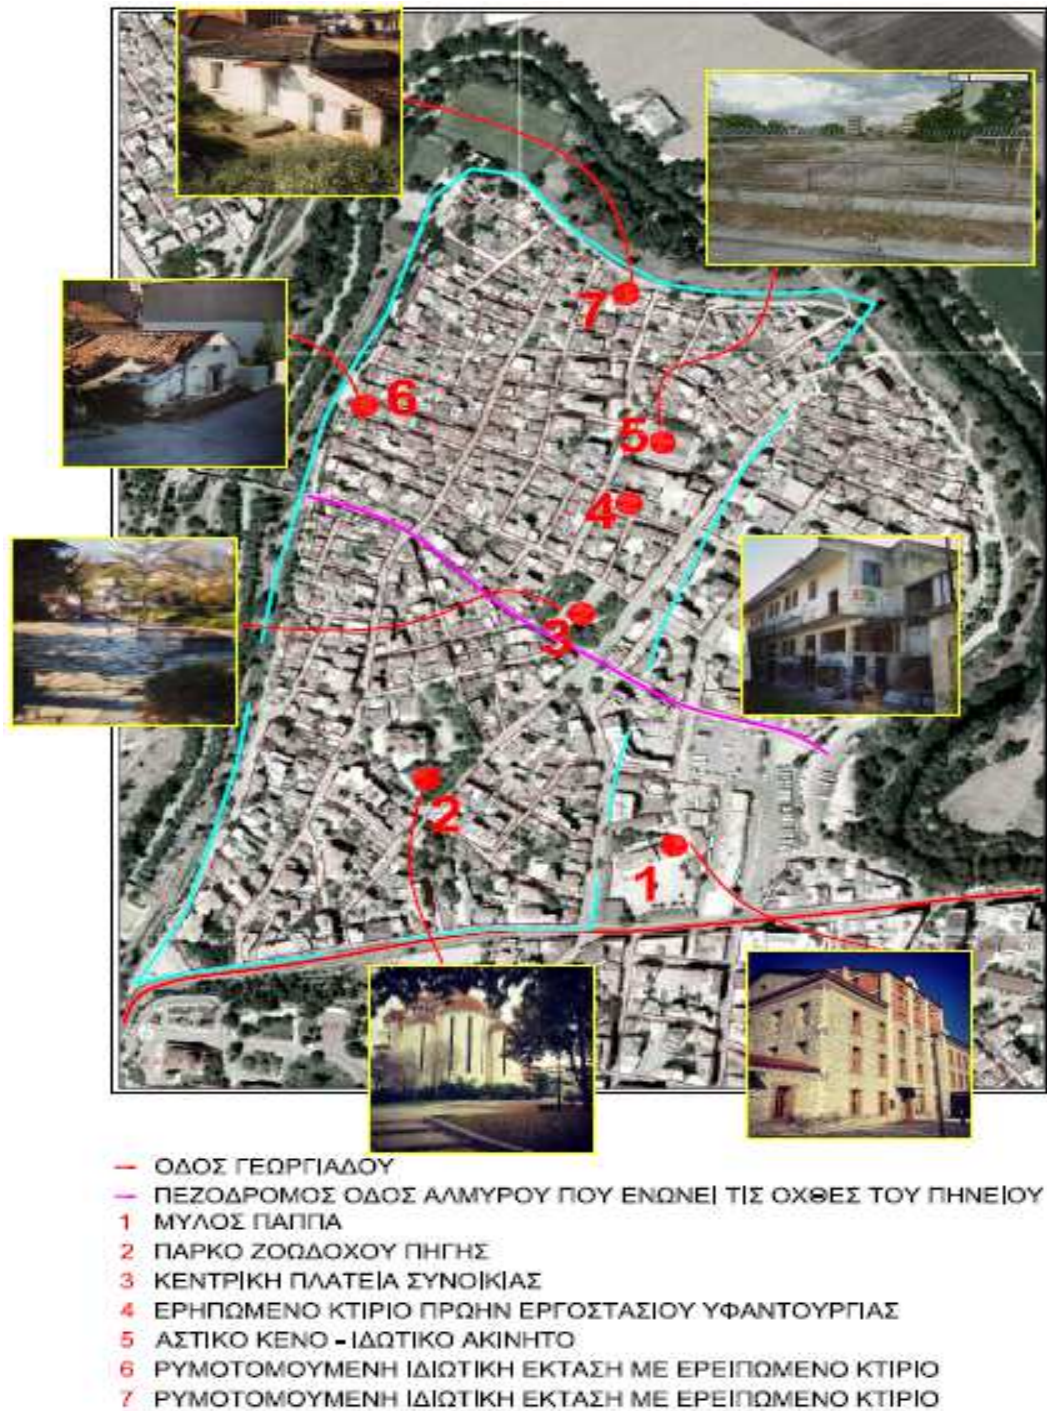 7
6
5
4
3
2
1
ΟΔΟΣ ΓΕΩΡΓΙΑΔΟΥ
ΠΕΖΟΔΡΟΜΟΣ ΟΔΟΣ ΑΛΜΥΡΟΥ ΠΟΥ ΕΝΩΝΕΙ ΤΙΣ ΟΧΘΕΣ ΤΟΥ ΠΗΝΕΙΟΥ
1 ΜΥΛΟΣ ΠΑΠΠΑ
2 ΠΑΡΚΟ ΖΩΟΔΟΧΟΥ ΠΗΓΗΣ
3 ΚΕΝΤΡΙΚΗ ΠΛΑΤΕΙΑ ΣΥΝΟΙΚΙΑΣ
4 ΕΡΗΠΩΜΕΝΟ ΚΤΙΡΙΟ ΠΡΩΗΝ ΕΡΓΟΣΤΑΣΙΟΥ ΥΦΑΝΤΟΥΡΓΙΑΣ
5 ΑΣΤΙΚΟ ΚΕΝΟ - ΙΔΩΤΙΚΟ ΑΚΙΝΗΤΟ
6 ΡΥΜΟΤΟΜΟΥΜΕΝΗ ΙΔΙΩΤΙΚΗ ΕΚΤΑΣΗ ΜΕ ΕΡΕΙΠΩΜΕΝΟ ΚΤΙΡΙΟ
7 ΡΥΜΟΤΟΜΟΥΜΕΝΗ ΙΔΙΩΤΙΚΗ ΕΚΤΑΣΗ ΜΕ ΕΡΕΙΠΩΜΕΝΟ ΚΤΙΡΙΟ